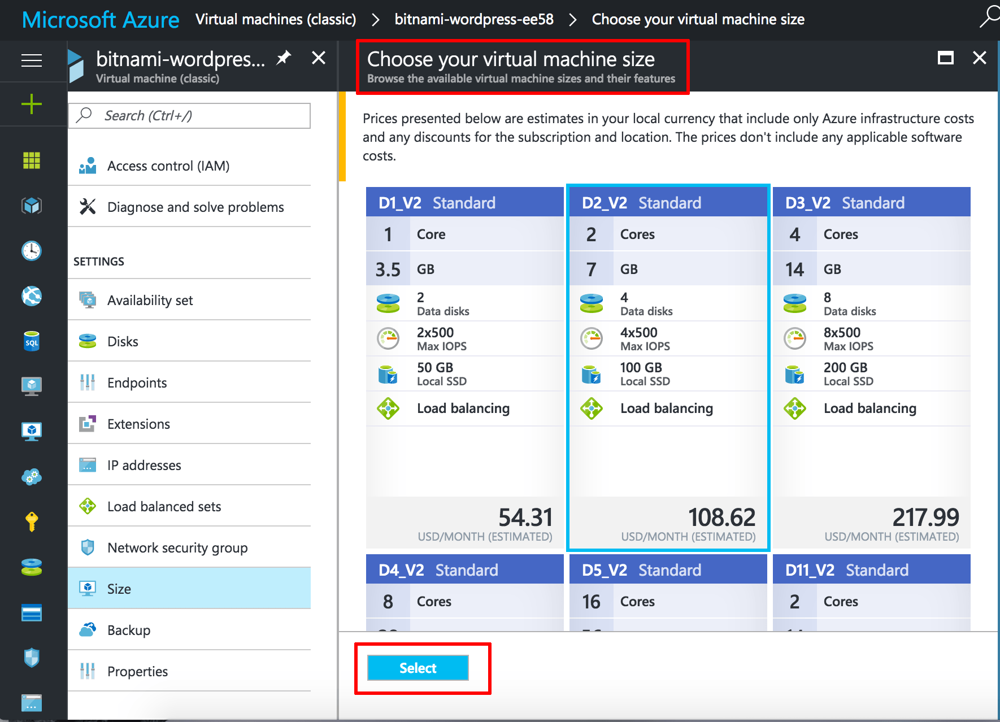 Microsoft Azure Virtual machines (classic) > bitnami-wordpress-ee58 > Choose your virtual machine size
bitnami-wordpres...
Virtual machine (classic)
Search (Ctrl+/)
Access control (IAM)
Diagnose and solve problems
SETTINGS
Availability set
Disks
Endpoints
Extensions
IP addresses
Load balanced sets
Network security group
Size
Backup
Properties
Choose your virtual machine size
Browse the available virtual machine sizes and their features
Prices presented below are estimates in your local currency that include only Azure infrastructure costs
and any discounts for the subscription and location. The prices don't include any applicable software
costs.
D1_V2 Standard
1 Core
3.5 GB
2
Data disks
2x500
Max IOPS
50 GB
Local SSD
Load balancing
54.31
USD/MONTH (ESTIMATED)
D2_V2 Standard
2 Cores
7 GB
4
Data disks
4x500
Max IOPS
100 GB
Local SSD
Load balancing
108.62
USD/MONTH (ESTIMATED)
D3_V2 Standard
4 Cores
14 GB
8
Data disks
8x500
Max IOPS
200 GB
Local SSD
Load balancing
217.99
USD/MONTH (ESTIMATED)
D4_V2 Standard
8 Cores
D5_V2 Standard
16 Cores
D11_V2 Standard
2 Cores
Select
SQL